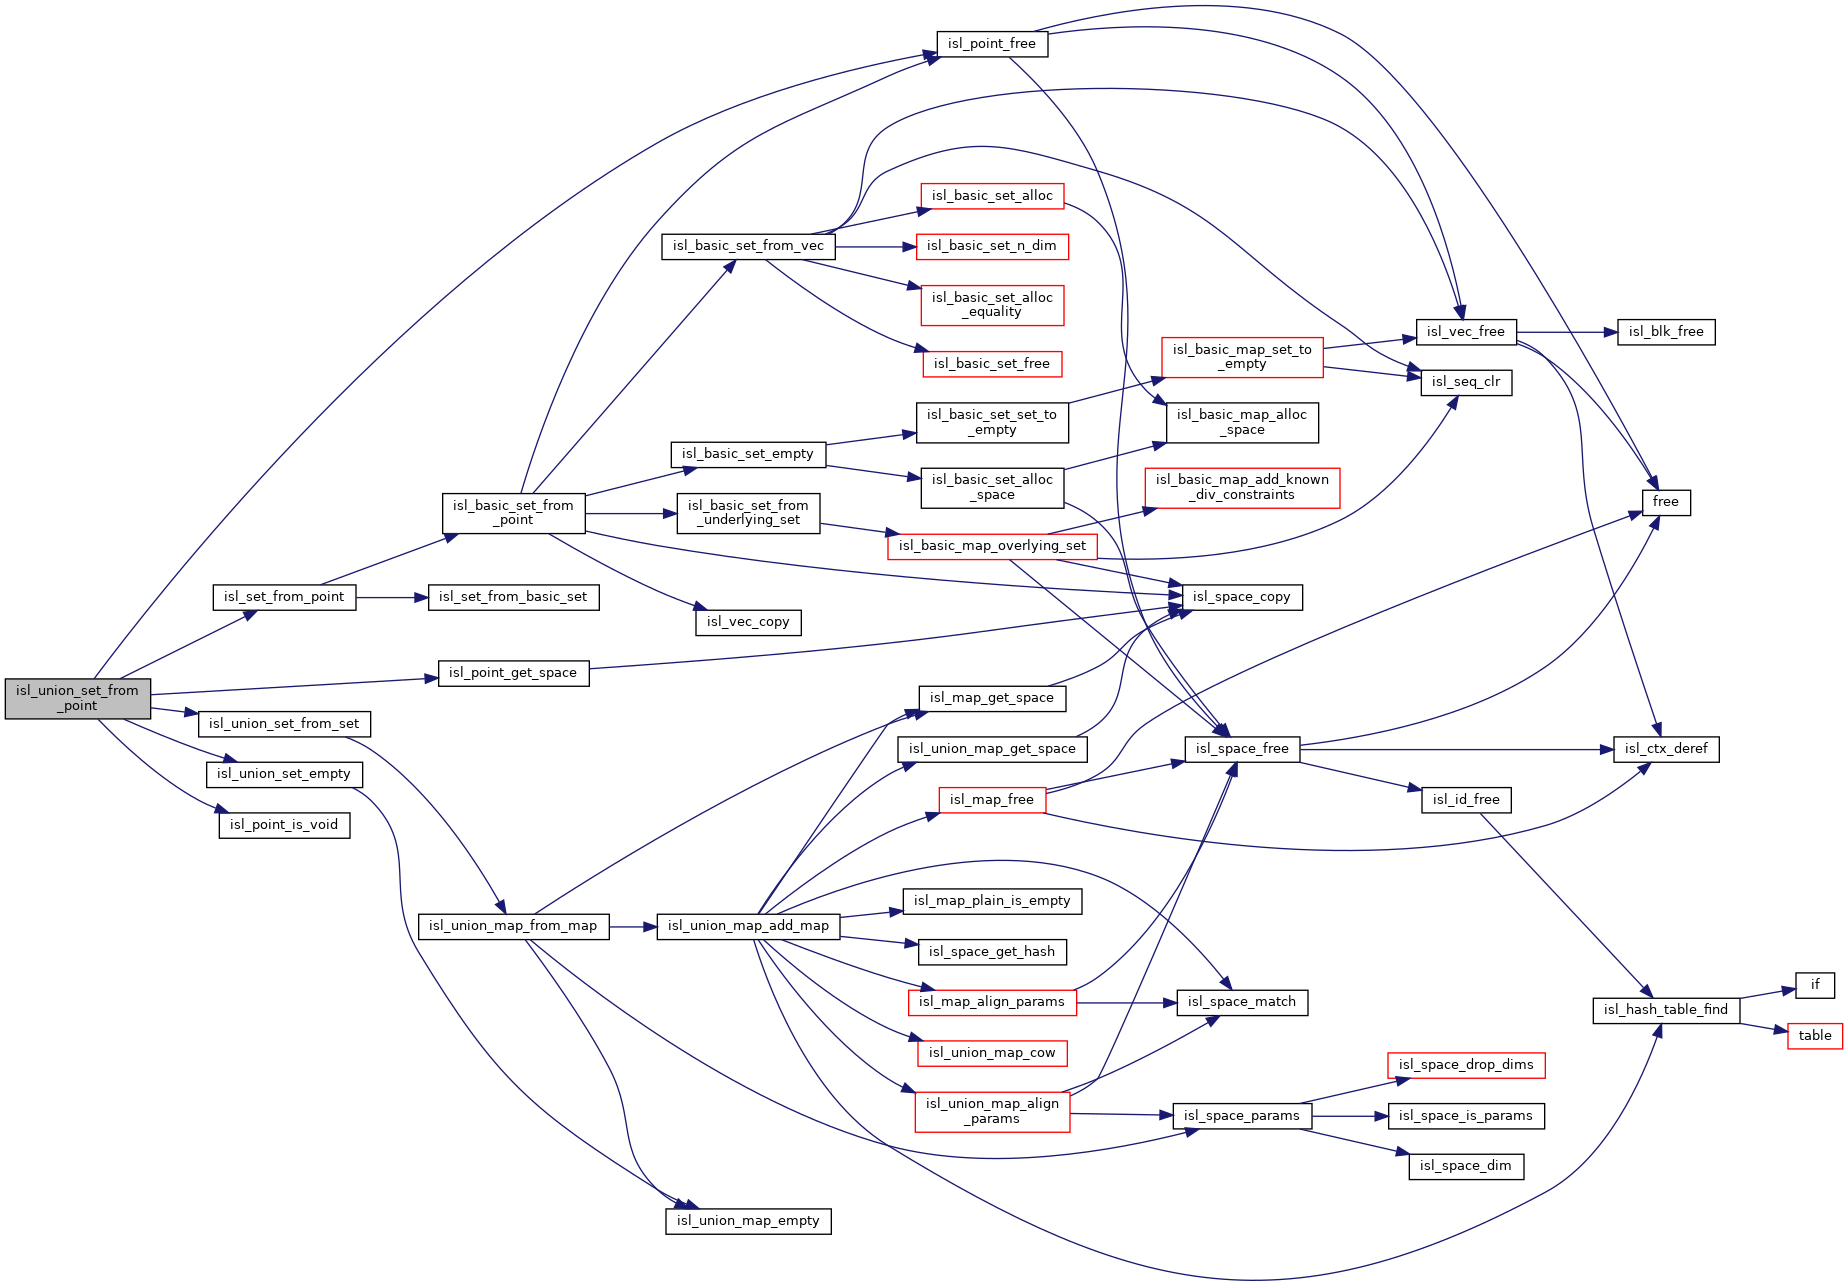 isl_point_free
isl_basic_set_alloc
isl_basic_set_from_vec
isl_basic_set_n_dim
isl_basic_set_alloc
_equality
isl_vec_free
isl_blk_free
isl_basic_map_set_to
_empty
isl_basic_set_free
isl_seq_clr
isl_basic_set_set_to
_empty
isl_basic_map_alloc
_space
isl_basic_set_empty
isl_basic_set_alloc
_space
isl_basic_map_add_known
_div_constraints
free
isl_basic_set_from
_point
isl_basic_set_from
_underlying_set
isl_basic_map_overlying_set
isl_set_from_point
isl_set_from_basic_set
isl_space_copy
isl_vec_copy
isl_point_get_space
isl_union_set_from
_point
isl_map_get_space
isl_union_set_from_set
isl_union_map_get_space
isl_space_free
isl_ctx_deref
isl_union_set_empty
isl_map_free
isl_id_free
isl_point_is_void
isl_map_plain_is_empty
isl_union_map_from_map
isl_union_map_add_map
isl_space_get_hash
isl_map_align_params
isl_space_match
isl_hash_table_find
if
table
isl_union_map_cow
isl_space_drop_dims
isl_union_map_align
_params
isl_space_params
isl_space_is_params
isl_space_dim
isl_union_map_empty